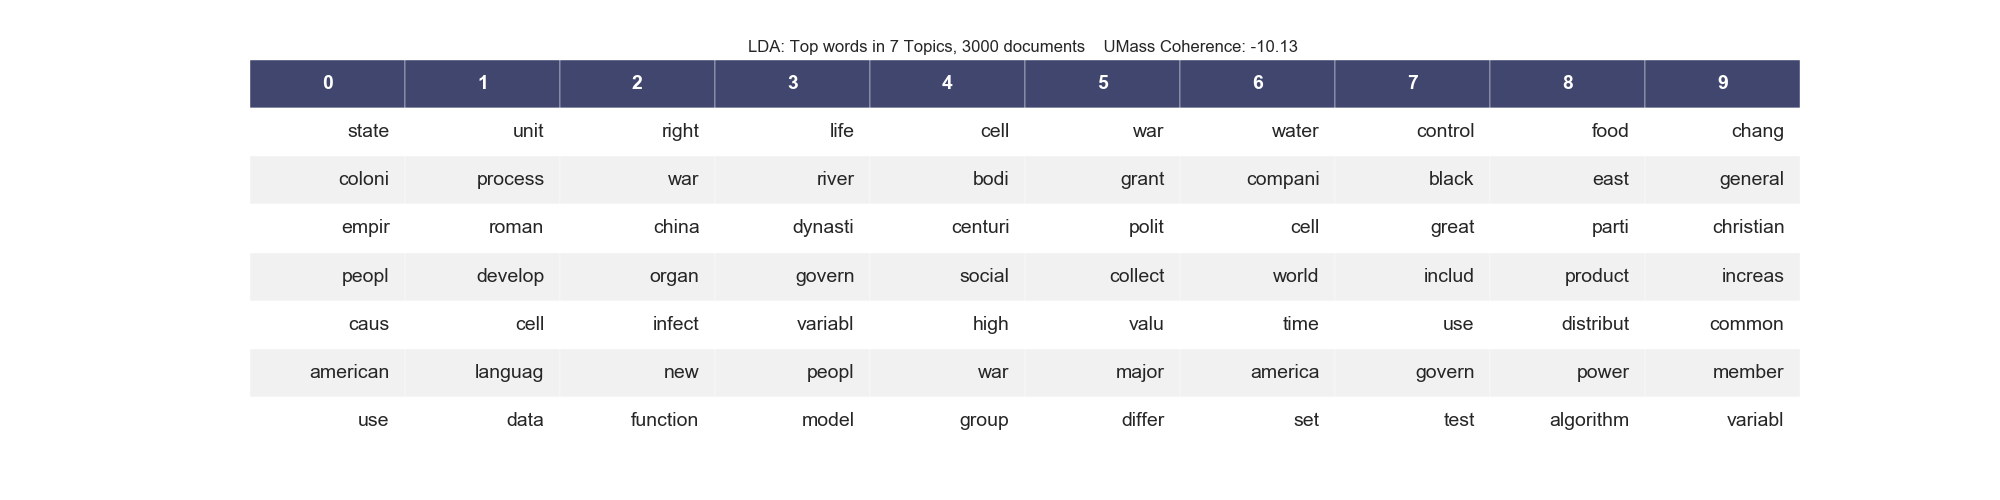 LDA: Top words in 7 Topics, 3000 documents    UMass Coherence: -10.13
0 1 2 3 4 5 6 7 8 9
state unit right life cell war water control food chang
coloni process war river bodi grant compani black east general
empir roman china dynasti centuri polit cell great parti christian
peopl develop organ govern social collect world includ product increas
caus cell infect variabl high valu time use distribut common
american languag new peopl war major america govern power member
use data function model group differ set test algorithm variabl